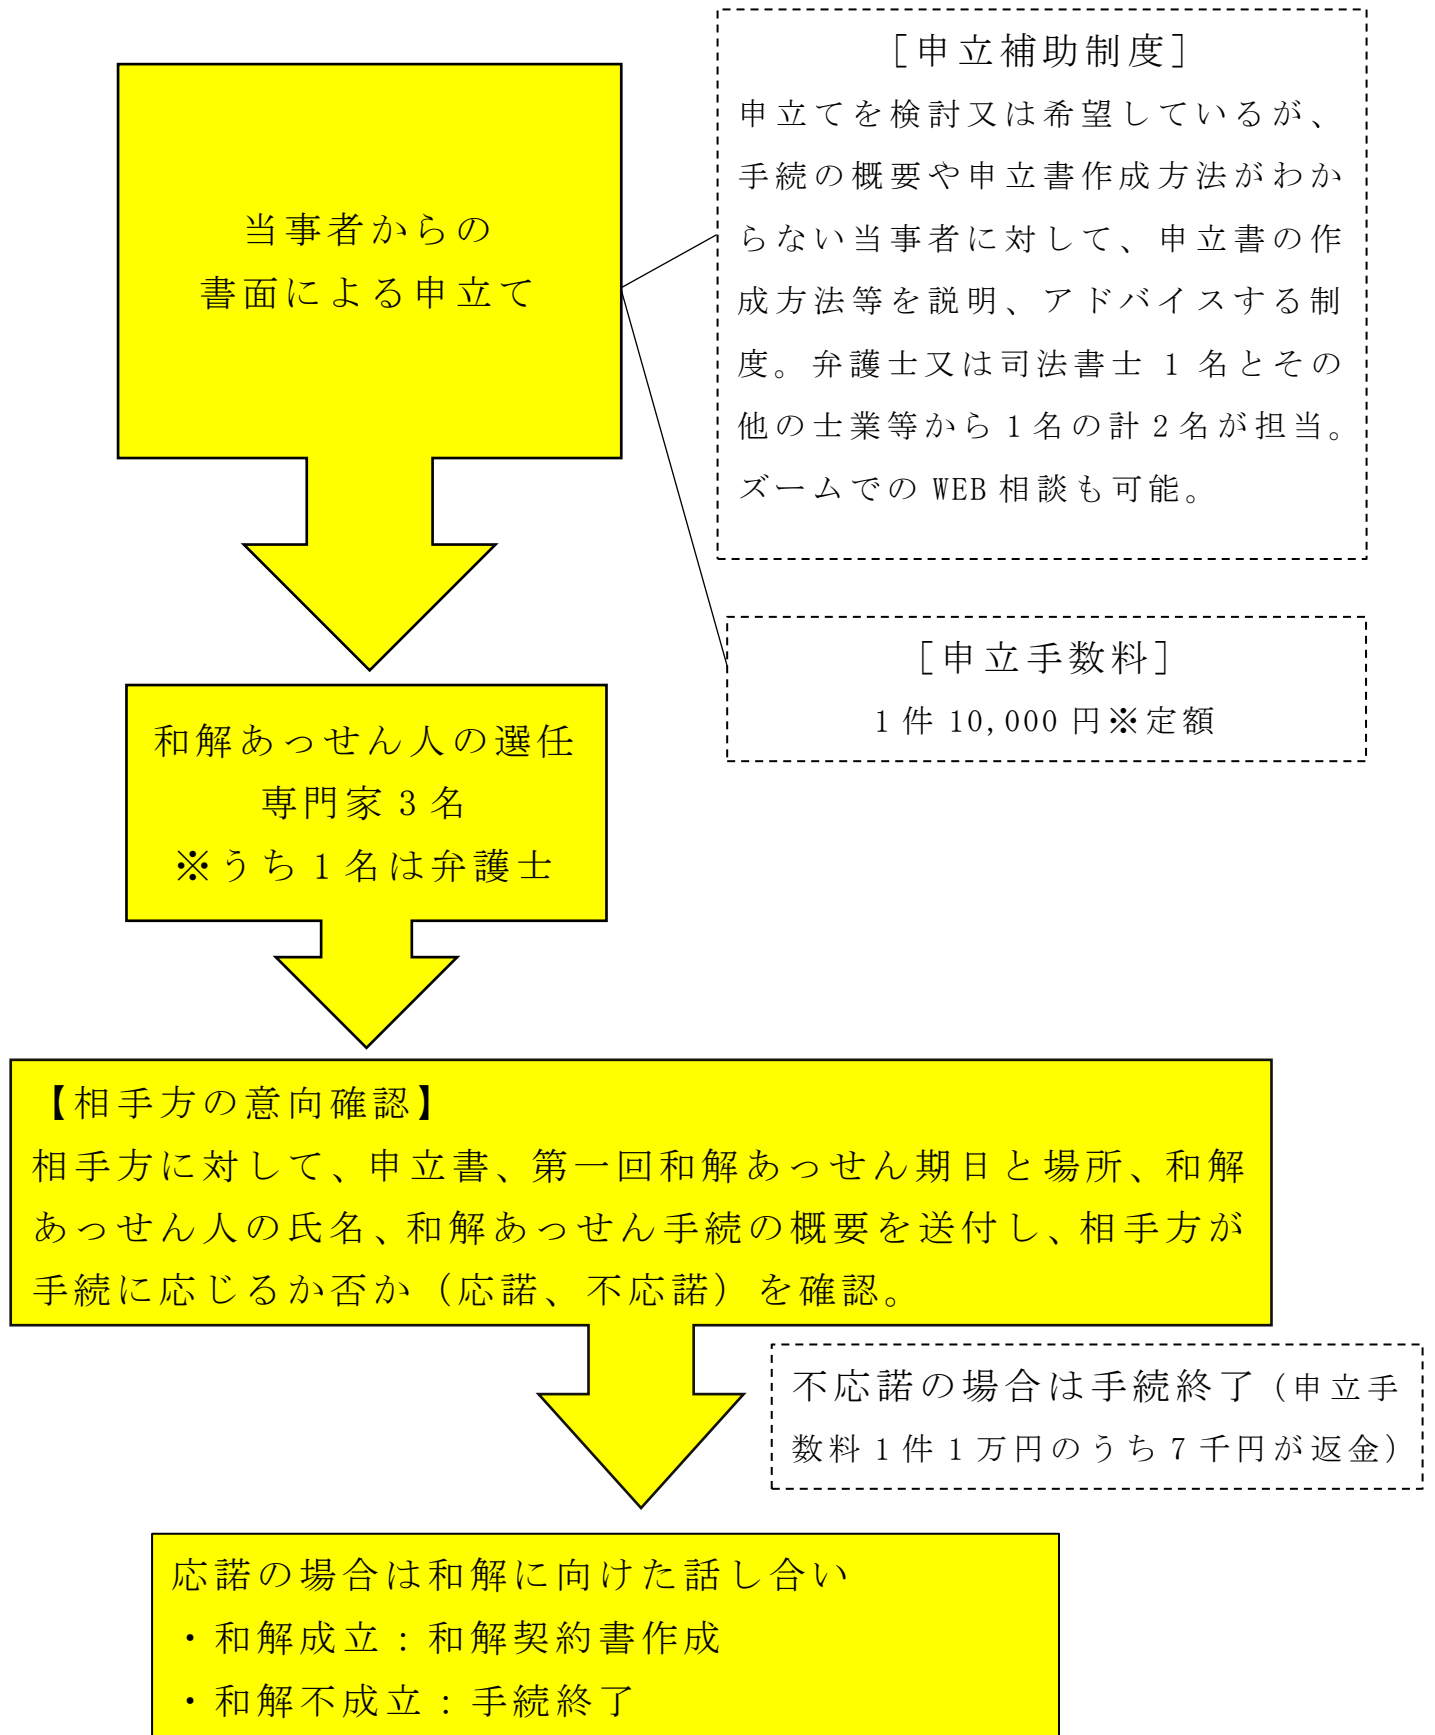 当事者からの
書面による申立て
［申立補助制度］
申立てを検討又は希望しているが、
手続の概要や申立書作成方法がわか
らない当事者に対して、申立書の作
成方法等を説明、アドバイスする制
度。弁護士又は司法書士 1 名とその
他の士業等から 1 名の計 2 名が担当。
ズームでの WEB 相談も可能。
［申立手数料］
1 件 10,000 円※定額
和解あっせん人の選任
専門家 3 名
※うち 1 名は弁護士
【相手方の意向確認】
相手方に対して、申立書、第一回和解あっせん期日と場所、和解
あっせん人の氏名、和解あっせん手続の概要を送付し、相手方が
手続に応じるか否か（応諾、不応諾）を確認。
不応諾の場合は手続終了（申立手
数料 1 件 1 万円のうち 7 千円が返金）
応諾の場合は和解に向けた話し合い
・和解成立：和解契約書作成
・和解不成立：手続終了